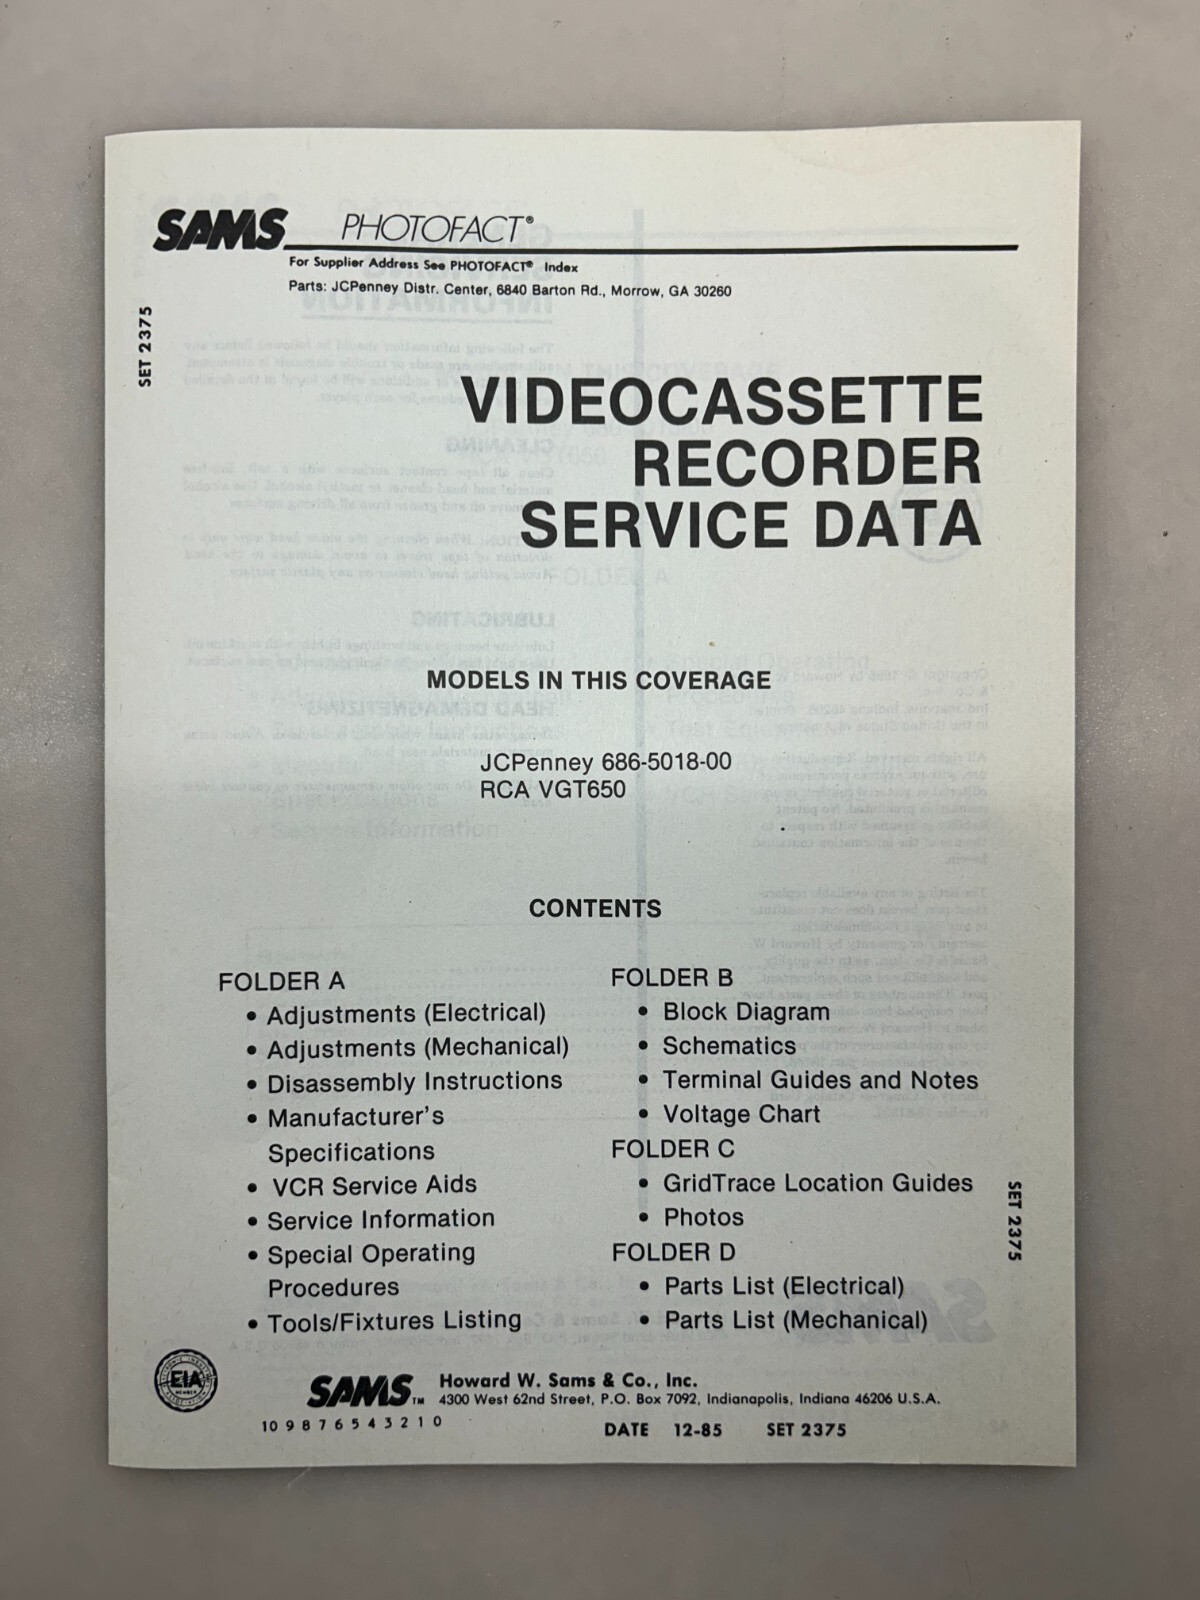 SAMS PHOTOFACT®
For Supplier Address See PHOTOFACT® Index
Parts: JCPenney Distr. Center, 6840 Barton Rd., Morrow, GA 30260
SET 2375
VIDEOCASSETTE
RECORDER
SERVICE DATA
MODELS IN THIS COVERAGE
JCPenney 686-5018-00
RCA VGT650
CONTENTS
FOLDER A
• Adjustments (Electrical)
• Adjustments (Mechanical)
• Disassembly Instructions
• Manufacturer's
Specifications
• VCR Service Aids
• Service Information
• Special Operating
Procedures
• Tools/Fixtures Listing
FOLDER B
• Block Diagram
• Schematics
• Terminal Guides and Notes
• Voltage Chart
FOLDER C
• GridTrace Location Guides
• Photos
FOLDER D
• Parts List (Electrical)
• Parts List (Mechanical)
SET 2375
EIA
MEMBER
SAMS™ Howard W. Sams & Co., Inc.
4300 West 62nd Street, P.O. Box 7092, Indianapolis, Indiana 46206 U.S.A.
10 9 8 7 6 5 4 3 2 1 0
DATE 12-85 SET 2375